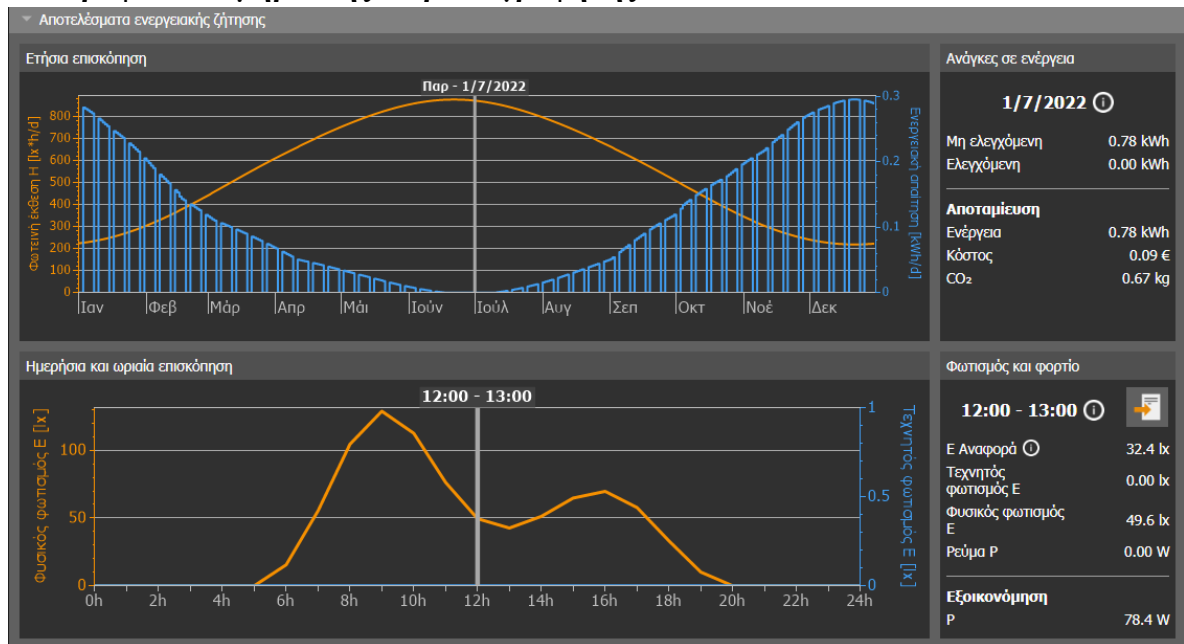 Αποτελέσματα ενεργειακής ζήτησης
Ετήσια επισκόπηση
Παρ - 1/7/2022
Φωτεινή έκθεση H [lx*h/d]
800
700
600
500
400
300
200
100
0
0.3
0.2
0.1
0
Ενεργειακή απαίτηση [kWh/d]
Ιαν Φεβ Μάρ Απρ Μάι Ιούν Ιούλ Αυγ Σεπ Οκτ Νοέ Δεκ
Ανάγκες σε ενέργεια
1/7/2022
Μη ελεγχόμενη 0.78 kWh
Ελεγχόμενη 0.00 kWh
Αποταμίευση
Ενέργεια 0.78 kWh
Κόστος 0.09 €
CO₂ 0.67 kg
Ημερήσια και ωριαία επισκόπηση
12:00 - 13:00
Φυσικός φωτισμός E [lx]
100
50
0
1
0.5
0
Τεχνητός φωτισμός E [lx]
0h 2h 4h 6h 8h 10h 12h 14h 16h 18h 20h 22h 24h
Φωτισμός και φορτίο
12:00 - 13:00
E Αναφορά 32.4 lx
Τεχνητός
φωτισμός E 0.00 lx
Φυσικός φωτισμός
E 49.6 lx
Ρεύμα P 0.00 W
Εξοικονόμηση
P 78.4 W